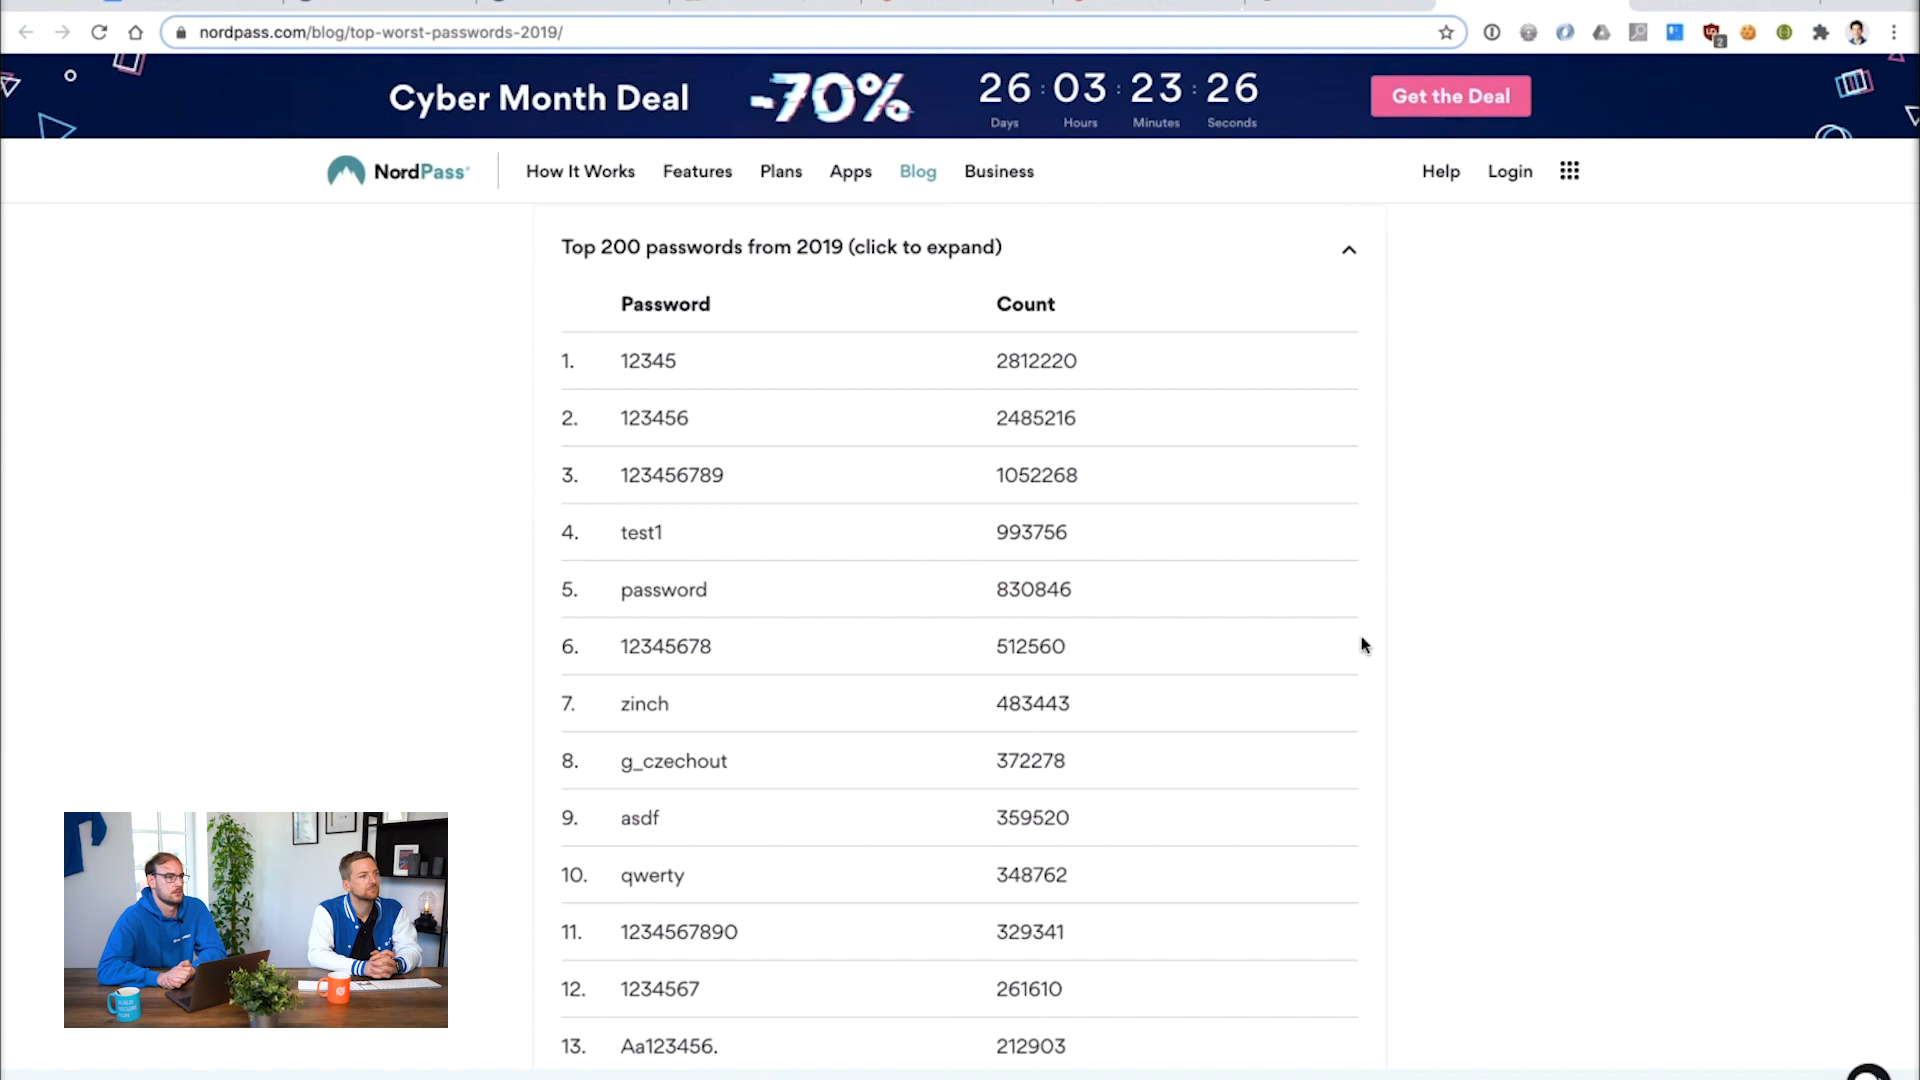 nordpass.com/blog/top-worst-passwords-2019/
2
Cyber Month Deal
-70%
26 : 03 : 23 : 26
Days Hours Minutes Seconds
Get the Deal
NordPass®
How It Works Features Plans Apps Blog Business
Help Login
Top 200 passwords from 2019 (click to expand)
Password Count
1. 12345 2812220
2. 123456 2485216
3. 123456789 1052268
4. test1 993756
5. password 830846
6. 12345678 512560
7. zinch 483443
8. g_czechout 372278
9. asdf 359520
10. qwerty 348762
11. 1234567890 329341
12. 1234567 261610
13. Aa123456. 212903
BUILD
SECURE